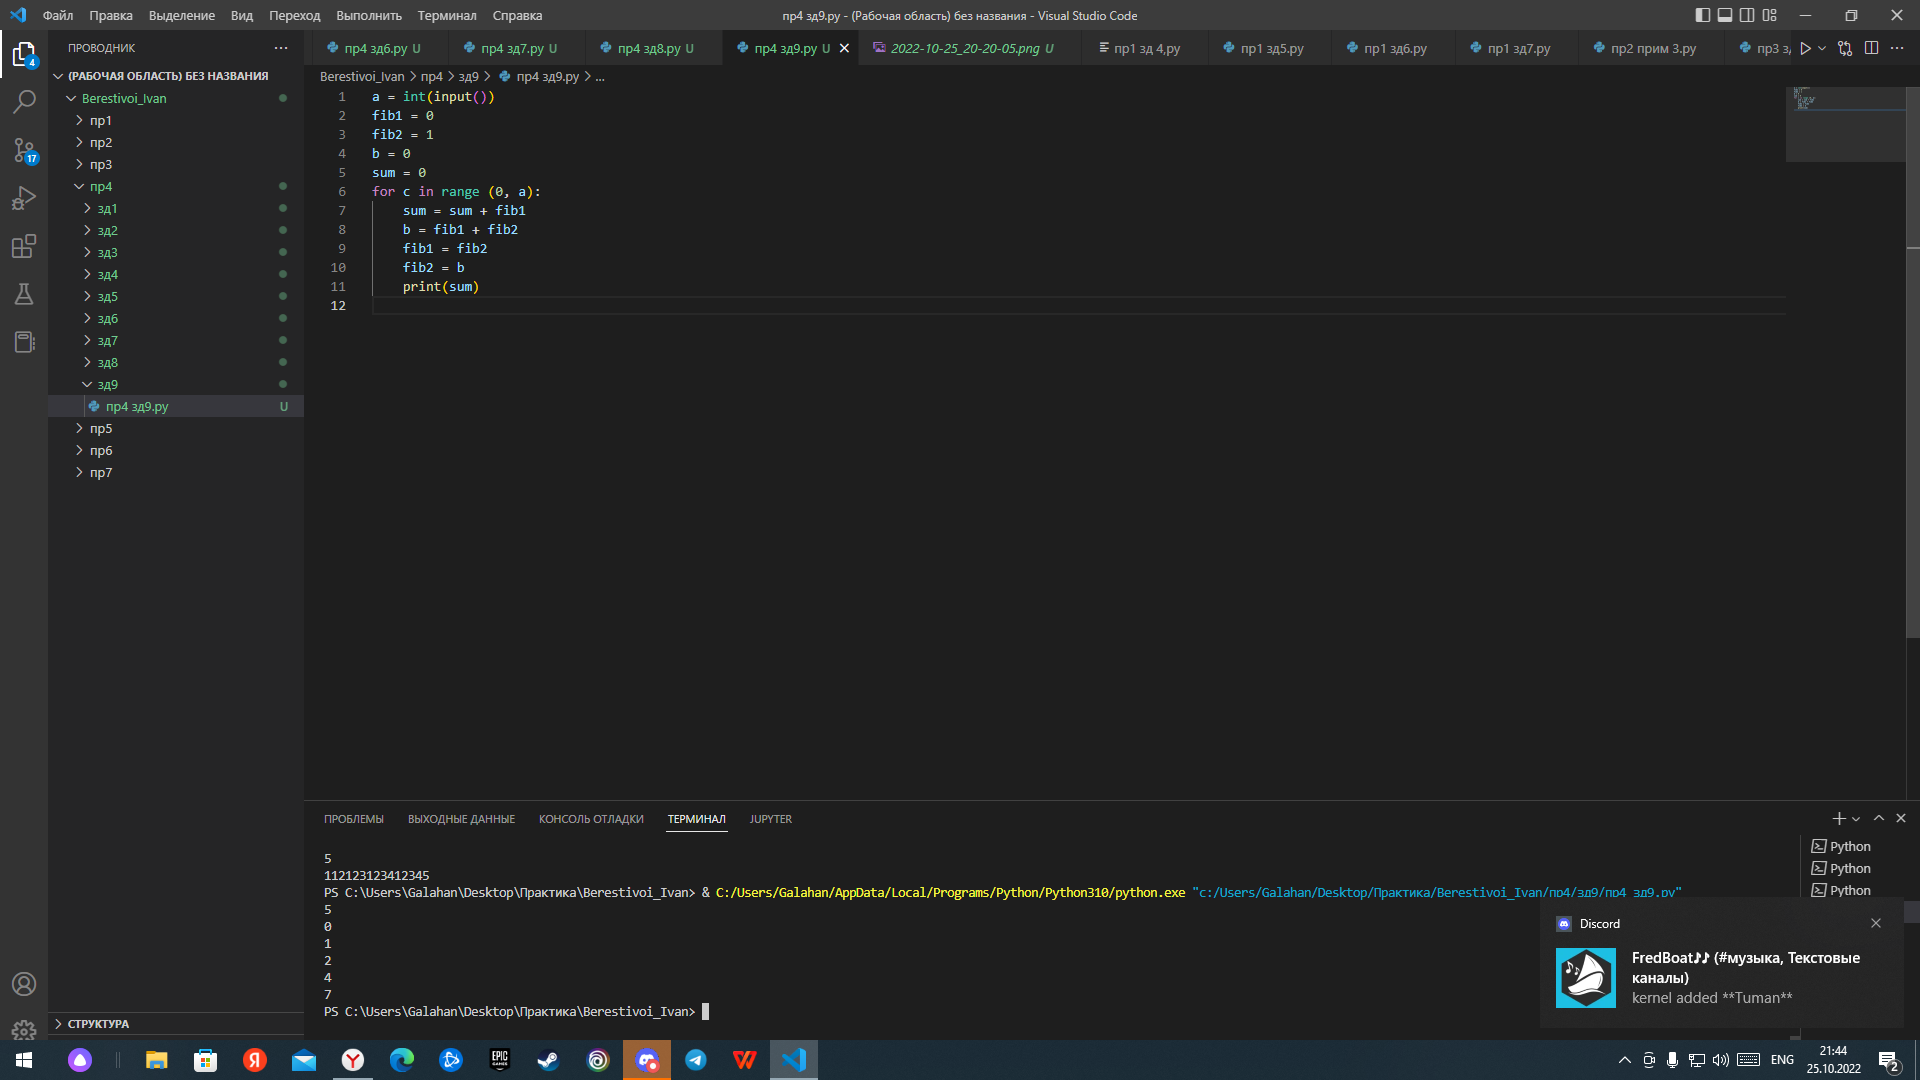 Файл Правка Выделение Вид Переход Выполнить Терминал Справка
пр4 зд9.py - (Рабочая область) без названия - Visual Studio Code
ПРОВОДНИК
(РАБОЧАЯ ОБЛАСТЬ) БЕЗ НАЗВАНИЯ
Berestivoi_Ivan
пр1
пр2
пр3
пр4
зд1
зд2
зд3
зд4
зд5
зд6
зд7
зд8
зд9
пр4 зд9.py U
пр5
пр6
пр7
СТРУКТУРА
4
17
пр4 зд6.py U
пр4 зд7.py U
пр4 зд8.py U
пр4 зд9.py U
2022-10-25_20-20-05.png U
пр1 зд 4,py
пр1 зд5.py
пр1 зд6.py
пр1 зд7.py
пр2 прим 3.py
пр3 зд
Berestivoi_Ivan > пр4 > зд9 > пр4 зд9.py > ...
1 a = int(input())
2 fib1 = 0
3 fib2 = 1
4 b = 0
5 sum = 0
6 for c in range (0, a):
7 sum = sum + fib1
8 b = fib1 + fib2
9 fib1 = fib2
10 fib2 = b
11 print(sum)
12
ПРОБЛЕМЫ ВЫХОДНЫЕ ДАННЫЕ КОНСОЛЬ ОТЛАДКИ ТЕРМИНАЛ JUPYTER
5
112123123412345
PS C:\Users\Galahan\Desktop\Практика\Berestivoi_Ivan> & C:/Users/Galahan/AppData/Local/Programs/Python/Python310/python.exe "c:/Users/Galahan/Desktop/Практика/Berestivoi_Ivan/пр4/зд9/пр4 зд9.py"
5
0
1
2
4
7
PS C:\Users\Galahan\Desktop\Практика\Berestivoi_Ivan>
Python
Python
Python
Discord
FredBoat♪♪ (#музыка, Текстовые
каналы)
kernel added **Tuman**
EPIC
GAMES
ENG
21:44
25.10.2022
2